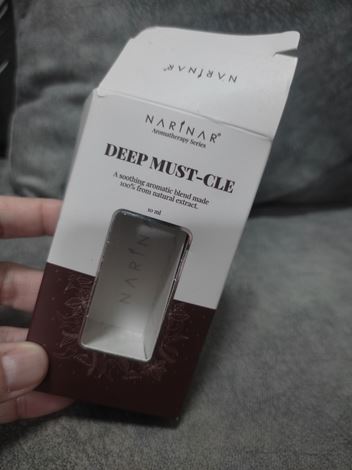 NARINAR®
NARINAR®
Aromatherapy Series
DEEP MUST-CLE
A soothing aromatic blend made
100% from natural extract.
10 ml
NARIN